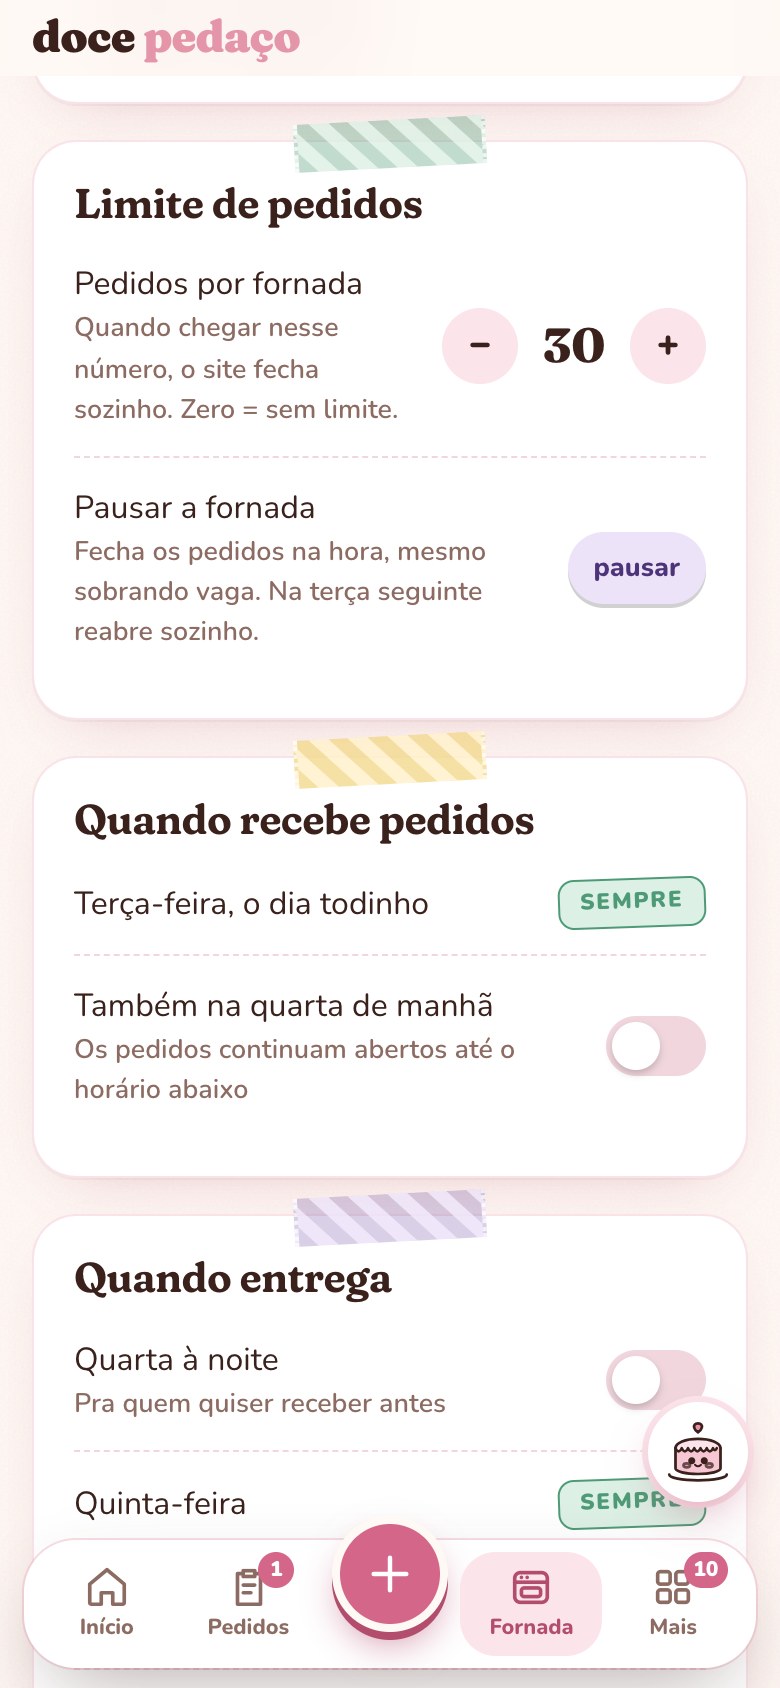 doce pedaço
Limite de pedidos
Pedidos por fornada
Quando chegar nesse
número, o site fecha
sozinho. Zero = sem limite.
− 30 +
Pausar a fornada
Fecha os pedidos na hora, mesmo
sobrando vaga. Na terça seguinte
reabre sozinho.
pausar
Quando recebe pedidos
Terça-feira, o dia todinho
SEMPRE
Também na quarta de manhã
Os pedidos continuam abertos até o
horário abaixo
Quando entrega
Quarta à noite
Pra quem quiser receber antes
Quinta-feira
SEMPRE
+
1
10
Início
Pedidos
Fornada
Mais